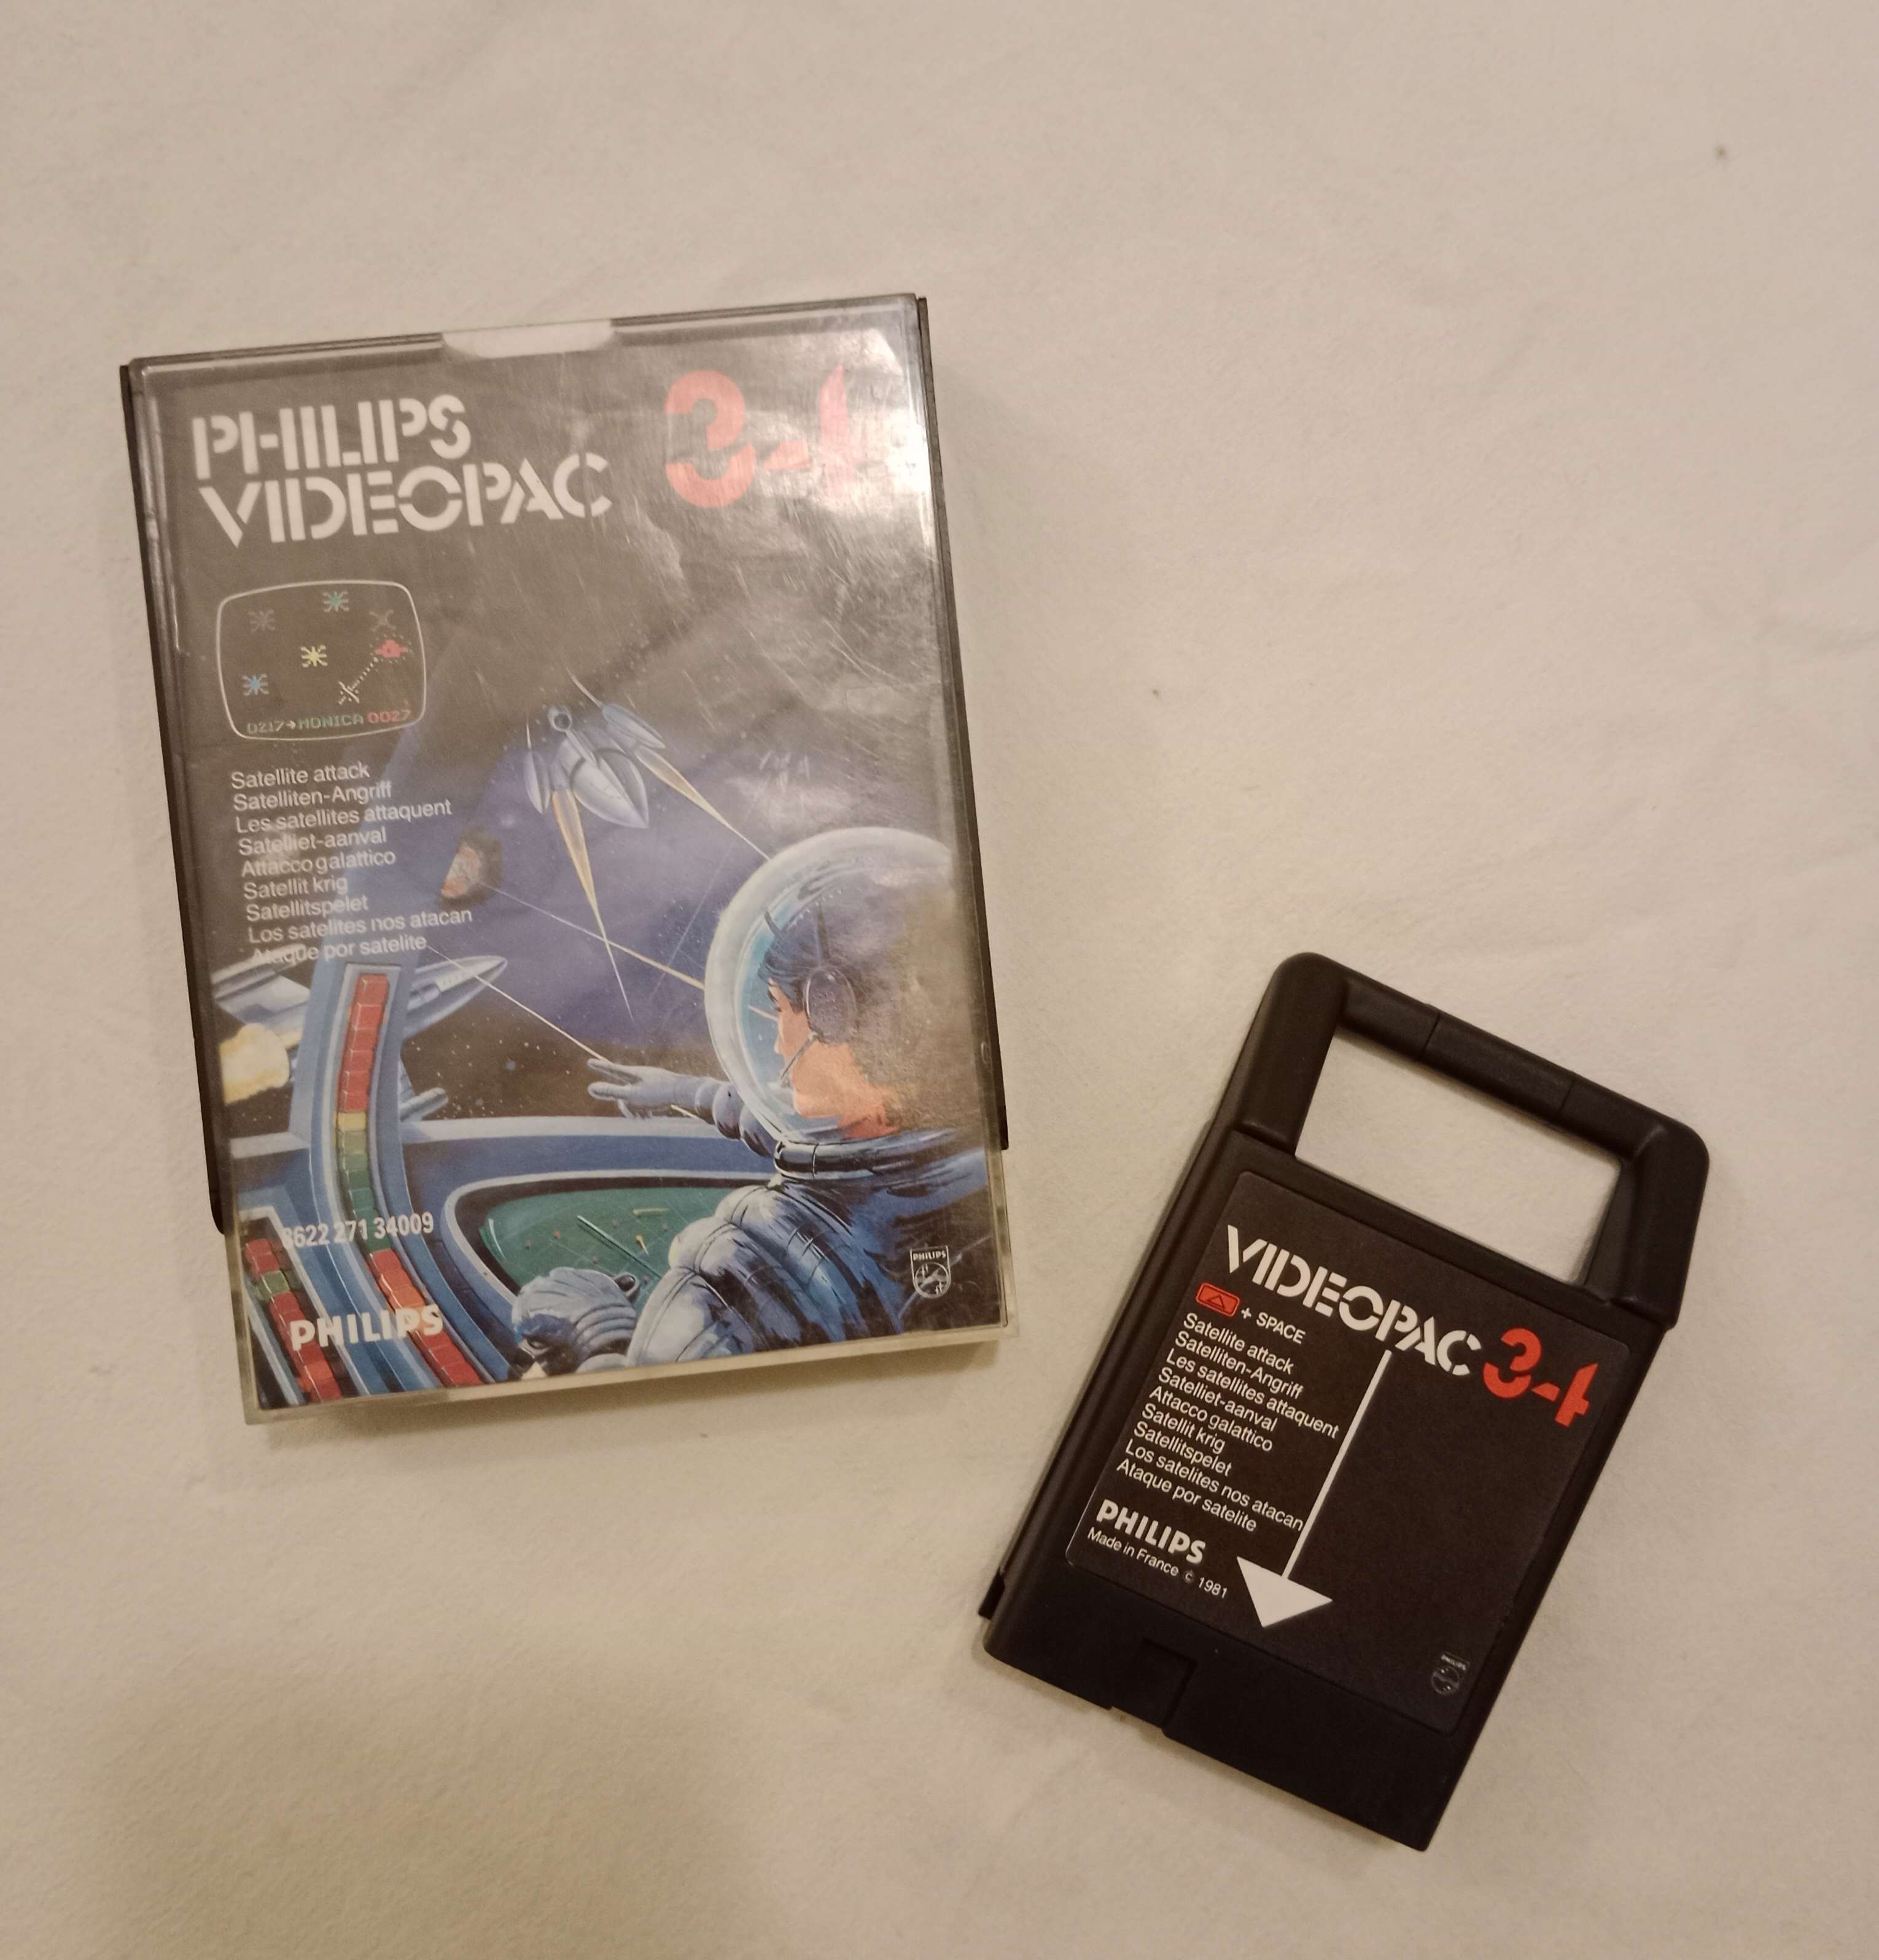 PHILIPS
VIDEOPAC
34
0217→MONICA 0027
Satellite attack
Satelliten-Angriff
Les satellites attaquent
Satelliet-aanval
Attacco galattico
Satellit krig
Satellitspelet
Los satelites nos atacan
Ataque por satelite
8622 271 34009
PHILIPS
PHILIPS
VIDEOPAC 34
+ SPACE
Satellite attack
Satelliten-Angriff
Les satellites attaquent
Satelliet-aanval
Attacco galattico
Satellit krig
Satellitspelet
Los satelites nos atacan
Ataque por satelite
PHILIPS
Made in France © 1981
PHILIPS